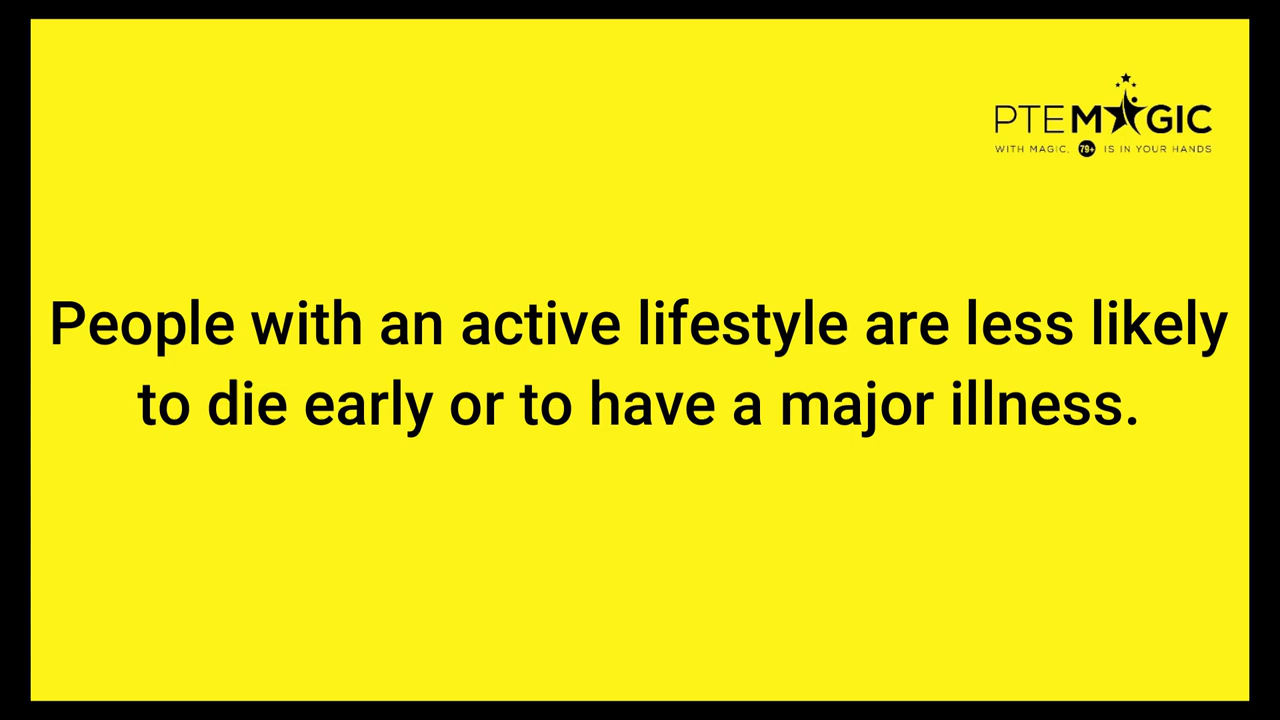 PTEMAGIC
WITH MAGIC, 79+ IS IN YOUR HANDS
People with an active lifestyle are less likely
to die early or to have a major illness.